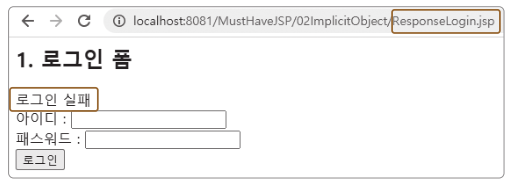 localhost:8081/MustHaveJSP/02ImplicitObject/ResponseLogin.jsp
1. 로그인 폼
로그인 실패
아이디 :
패스워드 :
로그인